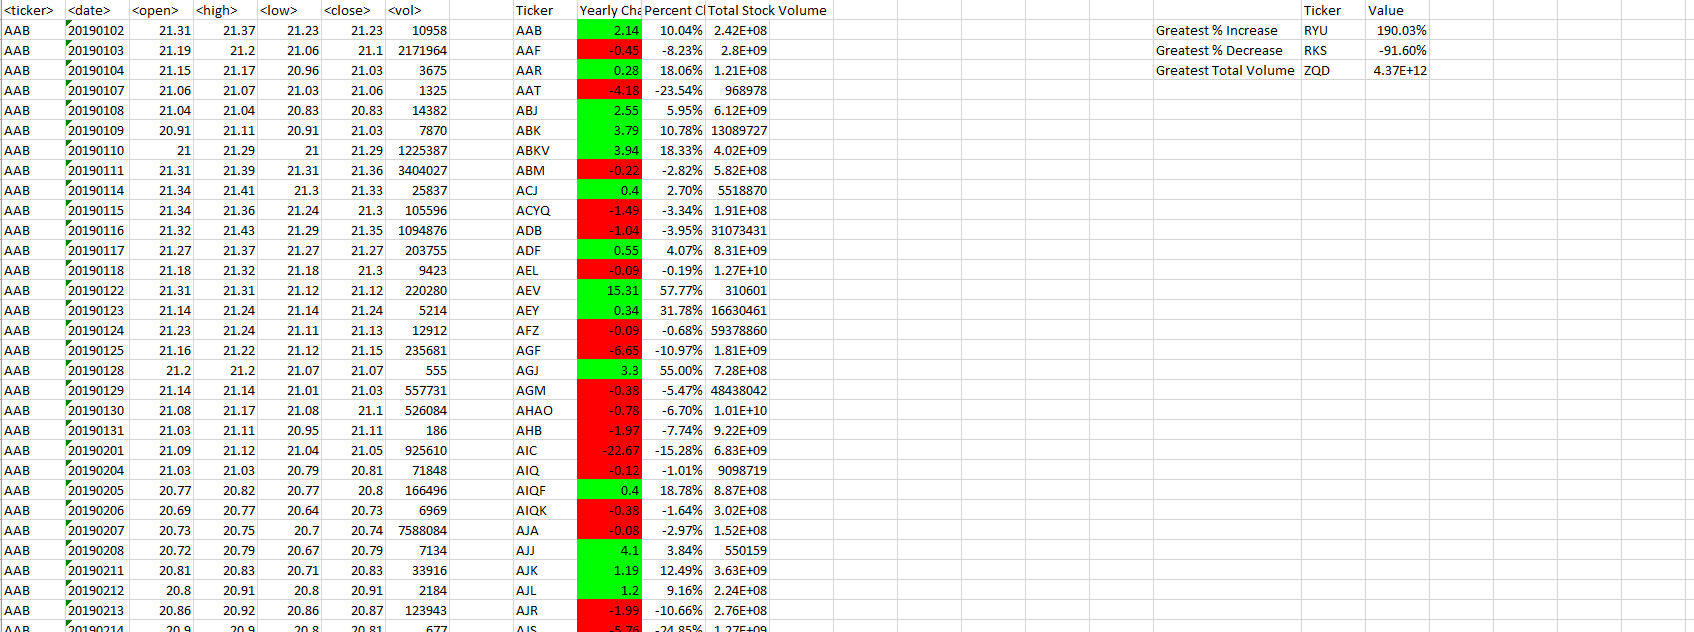 <ticker> <date> <open> <high> <low> <close> <vol> Ticker Yearly Cha Percent Cl Total Stock Volume Ticker Value
AAB 20190102 21.31 21.37 21.23 21.23 10958 AAB 2.14 10.04% 2.42E+08 Greatest % Increase RYU 190.03%
AAB 20190103 21.19 21.2 21.06 21.1 2171964 AAF -0.45 -8.23% 2.8E+09 Greatest % Decrease RKS -91.60%
AAB 20190104 21.15 21.17 20.96 21.03 3675 AAR 0.28 18.06% 1.21E+08 Greatest Total Volume ZQD 4.37E+12
AAB 20190107 21.06 21.07 21.03 21.06 1325 AAT -4.18 -23.54% 968978
AAB 20190108 21.04 21.04 20.83 20.83 14382 ABJ 2.55 5.95% 6.12E+09
AAB 20190109 20.91 21.11 20.91 21.03 7870 ABK 3.79 10.78% 13089727
AAB 20190110 21 21.29 21 21.29 1225387 ABKV 3.94 18.33% 4.02E+09
AAB 20190111 21.31 21.39 21.31 21.36 3404027 ABM -0.22 -2.82% 5.82E+08
AAB 20190114 21.34 21.41 21.3 21.33 25837 ACJ 0.4 2.70% 5518870
AAB 20190115 21.34 21.36 21.24 21.3 105596 ACYQ -1.49 -3.34% 1.91E+08
AAB 20190116 21.32 21.43 21.29 21.35 1094876 ADB -1.04 -3.95% 31073431
AAB 20190117 21.27 21.37 21.27 21.27 203755 ADF 0.55 4.07% 8.31E+09
AAB 20190118 21.18 21.32 21.18 21.3 9423 AEL -0.09 -0.19% 1.27E+10
AAB 20190122 21.31 21.31 21.12 21.12 220280 AEV 15.31 57.77% 310601
AAB 20190123 21.14 21.24 21.14 21.24 5214 AEY 0.34 31.78% 16630461
AAB 20190124 21.23 21.24 21.11 21.13 12912 AFZ -0.09 -0.68% 59378860
AAB 20190125 21.16 21.22 21.12 21.15 235681 AGF -6.65 -10.97% 1.81E+09
AAB 20190128 21.2 21.2 21.07 21.07 555 AGJ 3.3 55.00% 7.28E+08
AAB 20190129 21.14 21.14 21.01 21.03 557731 AGM -0.38 -5.47% 48438042
AAB 20190130 21.08 21.17 21.08 21.1 526084 AHAO -0.78 -6.70% 1.01E+10
AAB 20190131 21.03 21.11 20.95 21.11 186 AHB -1.97 -7.74% 9.22E+09
AAB 20190201 21.09 21.12 21.04 21.05 925610 AIC -22.67 -15.28% 6.83E+09
AAB 20190204 21.03 21.03 20.79 20.81 71848 AIQ -0.12 -1.01% 9098719
AAB 20190205 20.77 20.82 20.77 20.8 166496 AIQF 0.4 18.78% 8.87E+08
AAB 20190206 20.69 20.77 20.64 20.73 6969 AIQK -0.38 -1.64% 3.02E+08
AAB 20190207 20.73 20.75 20.7 20.74 7588084 AJA -0.08 -2.97% 1.52E+08
AAB 20190208 20.72 20.79 20.67 20.79 7134 AJJ 4.1 3.84% 550159
AAB 20190211 20.81 20.83 20.71 20.83 33916 AJK 1.19 12.49% 3.63E+09
AAB 20190212 20.8 20.91 20.8 20.91 2184 AJL 1.2 9.16% 2.24E+08
AAB 20190213 20.86 20.92 20.86 20.87 123943 AJR -1.99 -10.66% 2.76E+08
AAB 20190214 20.9 20.9 20.8 20.81 677 AJS -5.76 -24.85% 1.27E+09